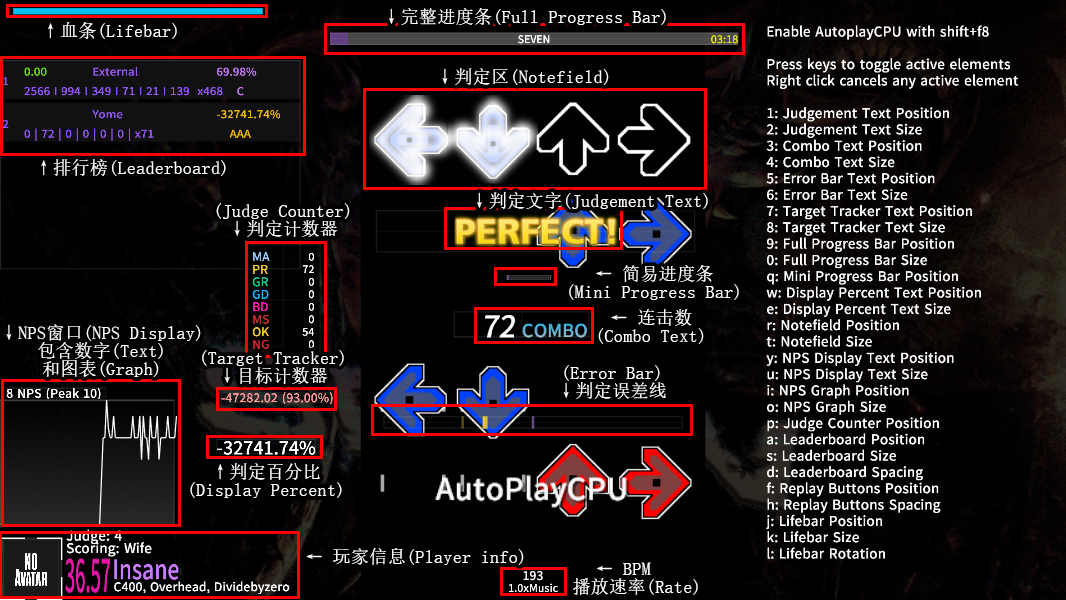 ↑血条(Lifebar)
↓完整进度条(Full Progress Bar)
SEVEN
03:18
1
0.00 External 69.98%
2566 | 994 | 349 | 71 | 21 | 139 x468 C
2
Yome -32741.74%
0 | 72 | 0 | 0 | 0 | 0 | x71 AAA
↑排行榜(Leaderboard)
↓判定区(Notefield)
↓判定文字(Judgement Text)
PERFECT!
← 简易进度条
(Mini Progress Bar)
72 COMBO
← 连击数
(Combo Text)
(Judge Counter)
↓判定计数器
MA 0
PR 72
GR 0
GD 0
BD 0
MS 0
OK 54
NG 0
(Target Tracker)
↓目标计数器
-47282.02 (93.00%)
-32741.74%
↑判定百分比
(Display Percent)
↓NPS窗口(NPS Display)
包含数字(Text)
和图表(Graph)
8 NPS (Peak 10)
(Error Bar)
↓判定误差线
AutoPlayCPU
NO
AVATAR
Judge: 4
Scoring: Wife
36.57 Insane
C400, Overhead, Dividebyzero
← 玩家信息(Player info)
193
1.0xMusic
← BPM
播放速率(Rate)
Enable AutoplayCPU with shift+f8
Press keys to toggle active elements
Right click cancels any active element
1: Judgement Text Position
2: Judgement Text Size
3: Combo Text Position
4: Combo Text Size
5: Error Bar Text Position
6: Error Bar Text Size
7: Target Tracker Text Position
8: Target Tracker Text Size
9: Full Progress Bar Position
0: Full Progress Bar Size
q: Mini Progress Bar Position
w: Display Percent Text Position
e: Display Percent Text Size
r: Notefield Position
t: Notefield Size
y: NPS Display Text Position
u: NPS Display Text Size
i: NPS Graph Position
o: NPS Graph Size
p: Judge Counter Position
a: Leaderboard Position
s: Leaderboard Size
d: Leaderboard Spacing
f: Replay Buttons Position
h: Replay Buttons Spacing
j: Lifebar Position
k: Lifebar Size
l: Lifebar Rotation